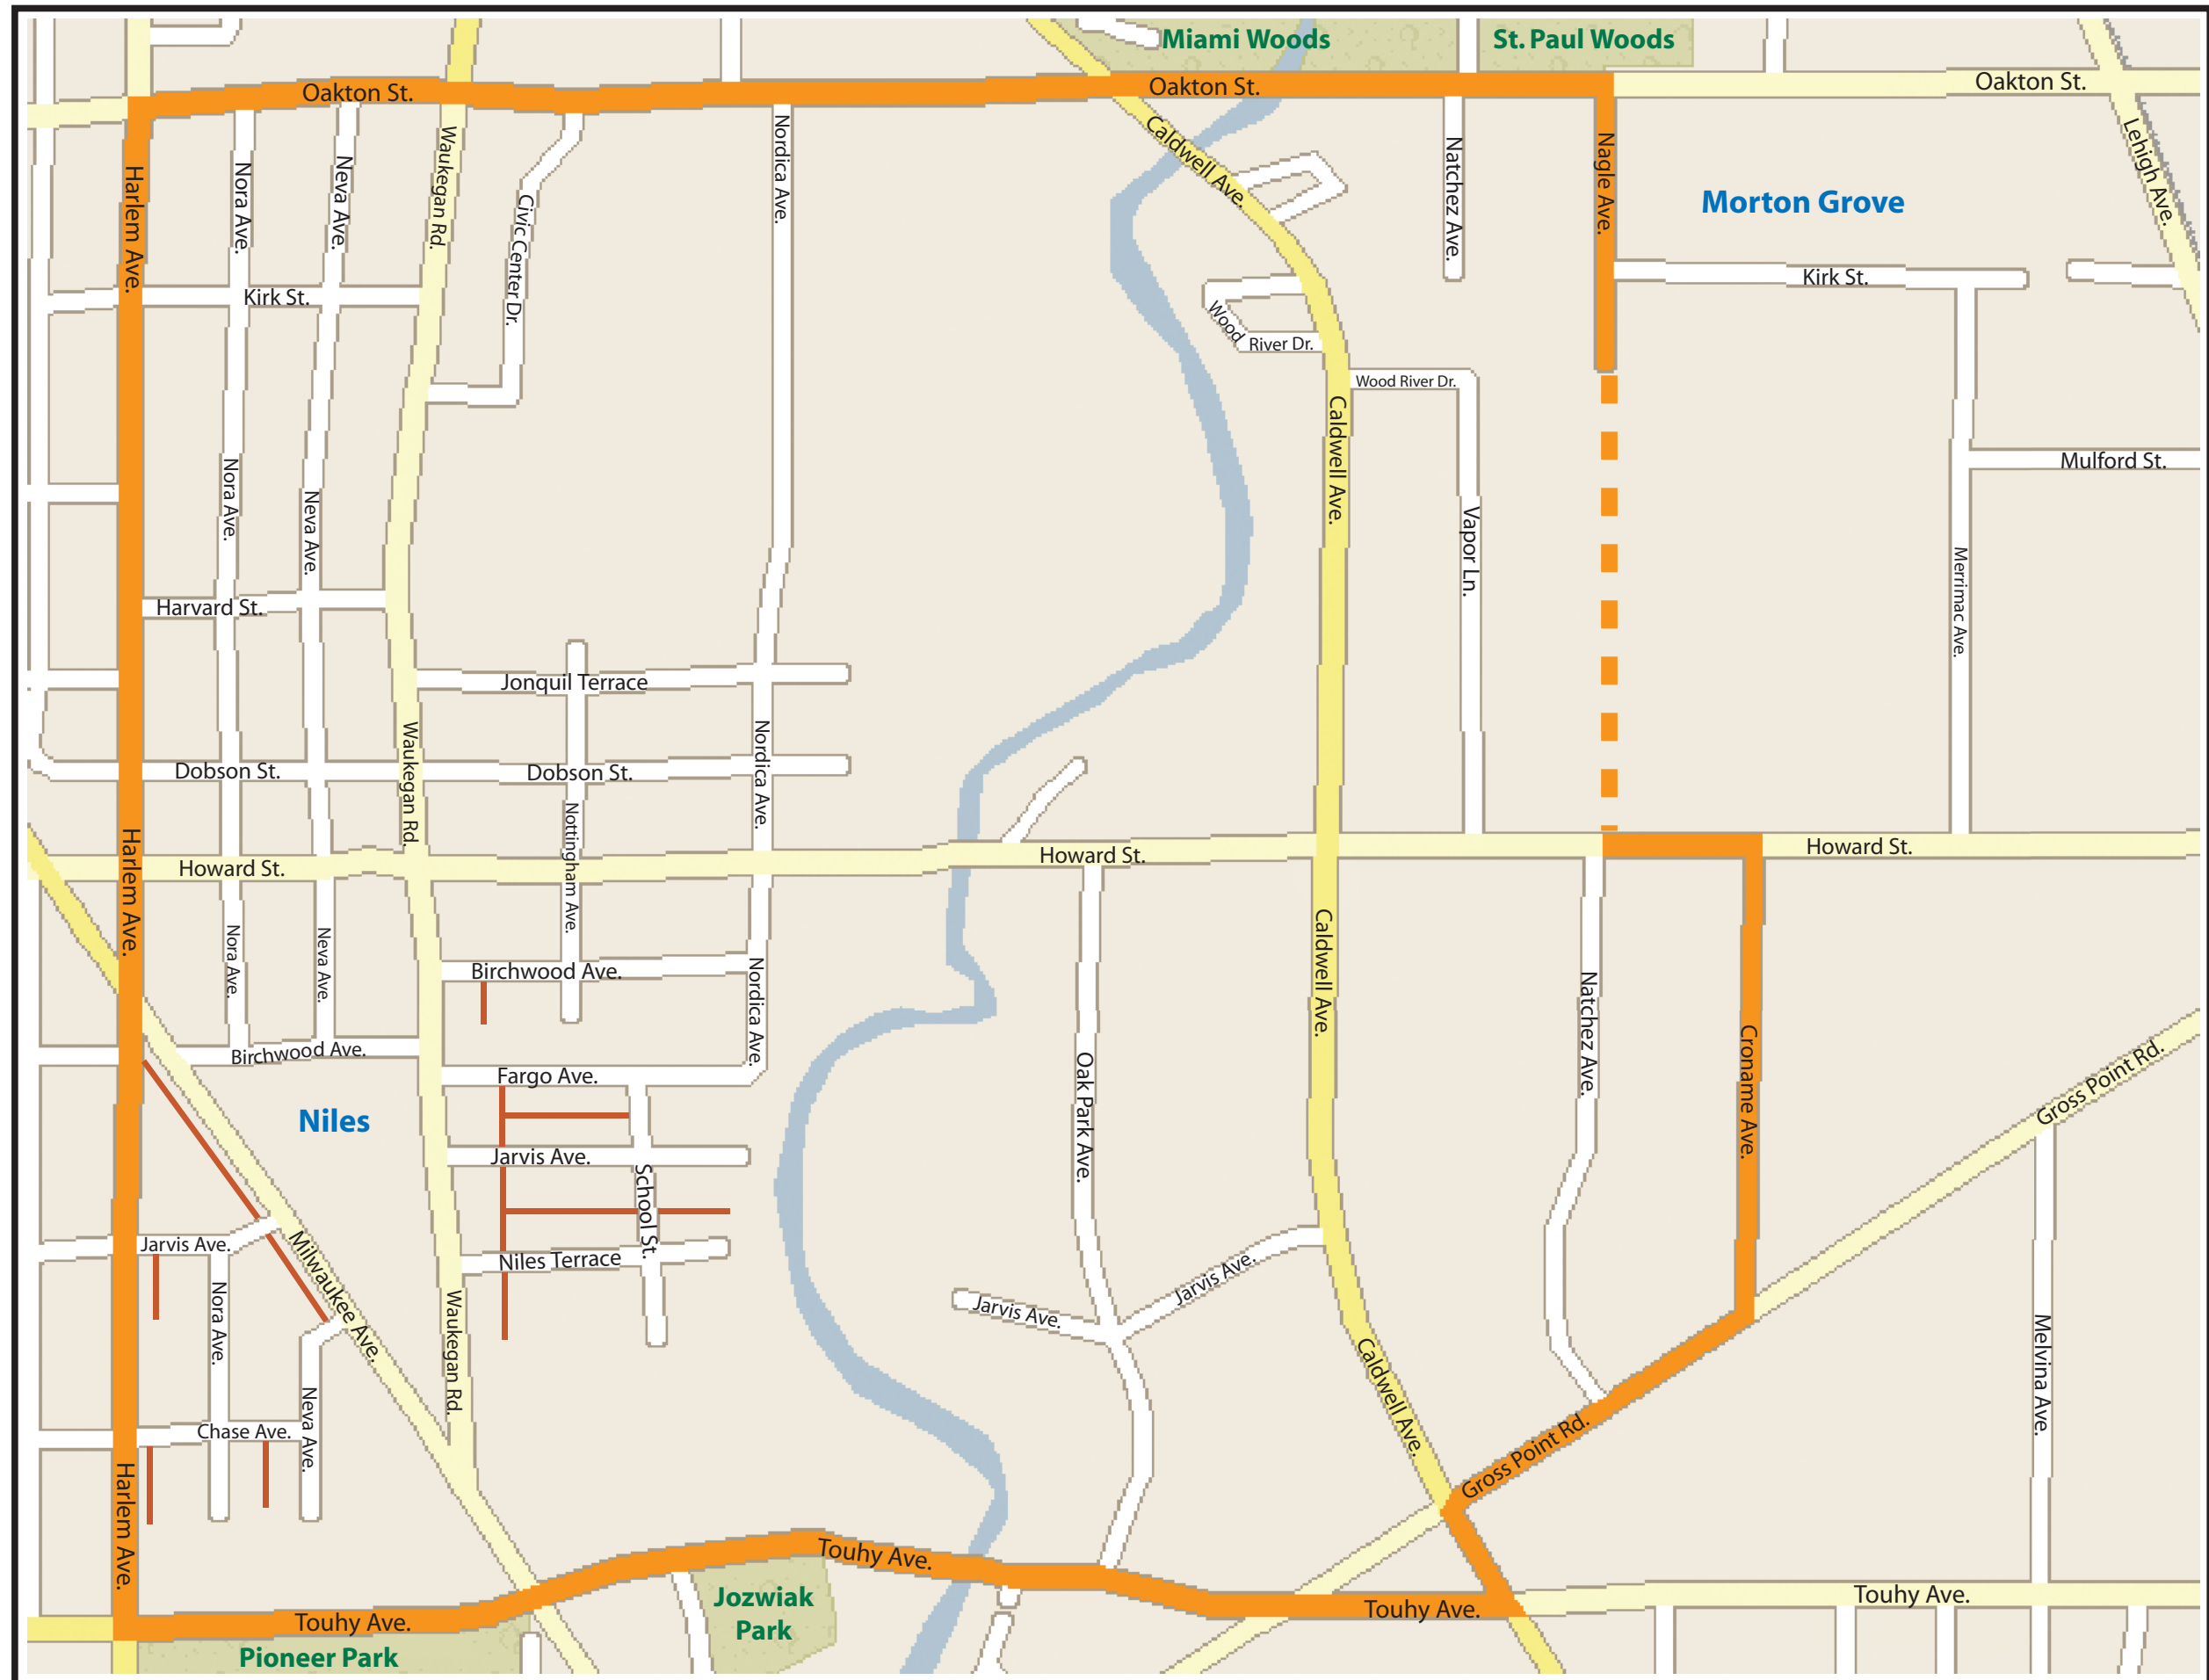 Miami Woods
St. Paul Woods
Oakton St.
Oakton St.
Oakton St.
Harlem Ave.
Nora Ave.
Neva Ave.
Waukegan Rd.
Civic Center Dr.
Nordica Ave.
Caldwell Ave.
Natchez Ave.
Nagle Ave.
Morton Grove
Lehigh Ave.
Kirk St.
Kirk St.
Wood
River Dr.
Wood River Dr.
Nora Ave.
Neva Ave.
Caldwell Ave.
Vapor Ln.
Mulford St.
Merrimac Ave.
Harvard St.
Jonquil Terrace
Waukegan Rd.
Nordica Ave.
Dobson St.
Dobson St.
Nottingham Ave.
Harlem Ave.
Howard St.
Howard St.
Howard St.
Nora Ave.
Neva Ave.
Birchwood Ave.
Nordica Ave.
Caldwell Ave.
Natchez Ave.
Croname Ave.
Birchwood Ave.
Fargo Ave.
Oak Park Ave.
Gross Point Rd.
Niles
Jarvis Ave.
School St.
Jarvis Ave.
Milwaukee Ave.
Niles Terrace
Nora Ave.
Waukegan Rd.
Jarvis Ave.
Jarvis Ave.
Caldwell Ave.
Melvina Ave.
Chase Ave.
Neva Ave.
Gross Point Rd.
Harlem Ave.
Touhy Ave.
Jozwiak
Park
Touhy Ave.
Touhy Ave.
Touhy Ave.
Pioneer Park